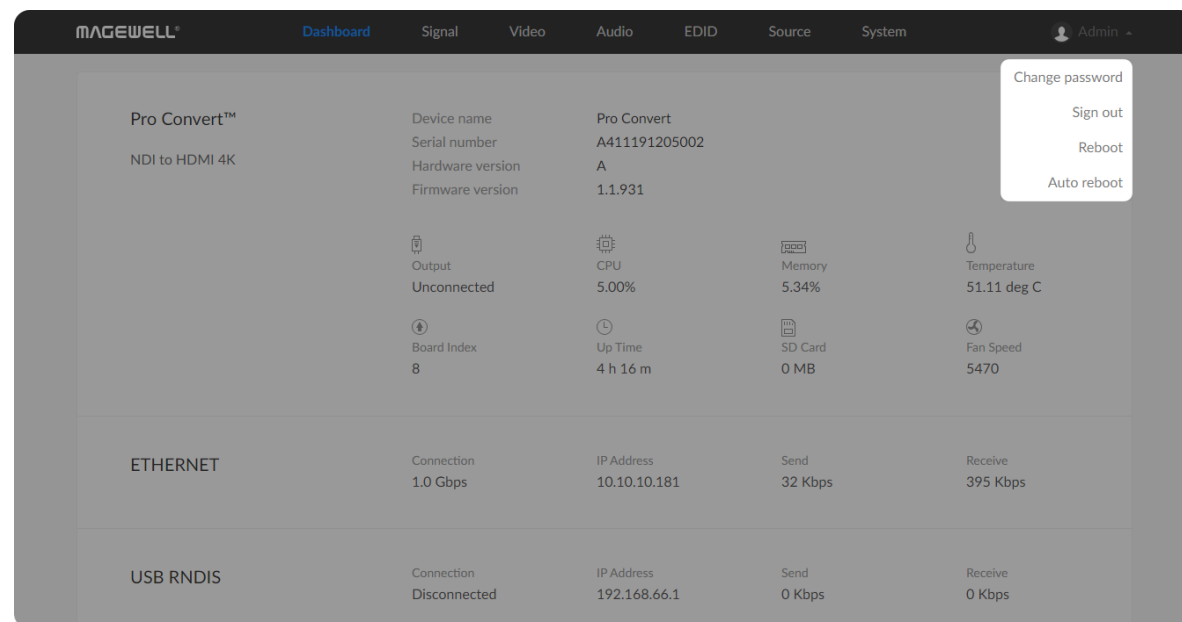 MAGEWELL® Dashboard Signal Video Audio EDID Source System Admin
Change password
Sign out
Reboot
Auto reboot
Pro Convert™
NDI to HDMI 4K
Device name Pro Convert
Serial number A411191205002
Hardware version A
Firmware version 1.1.931
Output CPU Memory Temperature
Unconnected 5.00% 5.34% 51.11 deg C
Board Index Up Time SD Card Fan Speed
8 4 h 16 m 0 MB 5470
ETHERNET
Connection IP Address Send Receive
1.0 Gbps 10.10.10.181 32 Kbps 395 Kbps
USB RNDIS
Connection IP Address Send Receive
Disconnected 192.168.66.1 0 Kbps 0 Kbps